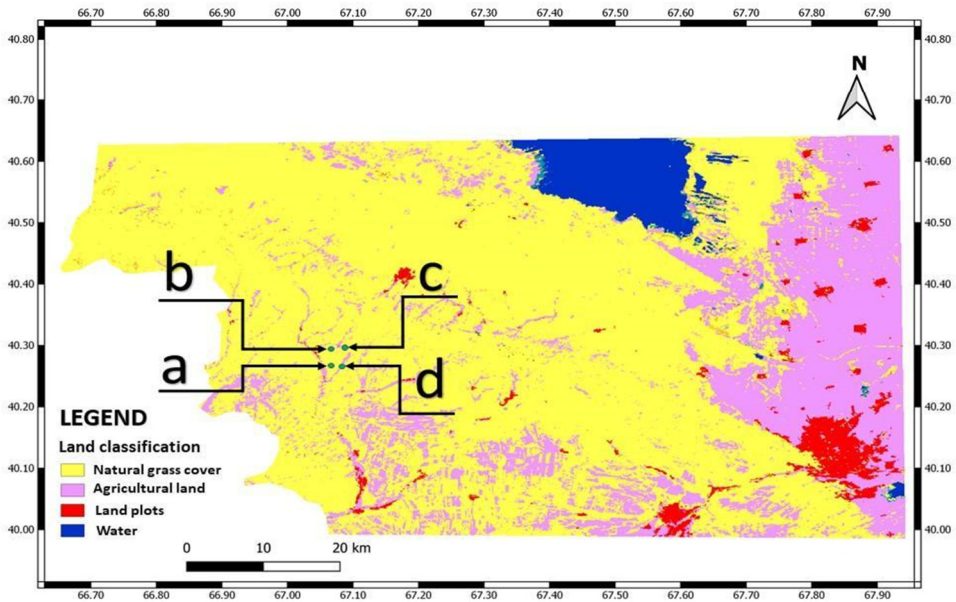 66.70 66.80 66.90 67.00 67.10 67.20 67.30 67.40 67.50 67.60 67.70 67.80 67.90
40.80 40.80
N
40.70 40.70
40.60 40.60
40.50 40.50
b c
40.40 40.40
40.30 40.30
a d
40.20 40.20
LEGEND
Land classification
Natural grass cover
40.10 40.10
Agricultural land
Land plots
Water
40.00 40.00
0 10 20 km
66.70 66.80 66.90 67.00 67.10 67.20 67.30 67.40 67.50 67.60 67.70 67.80 67.90